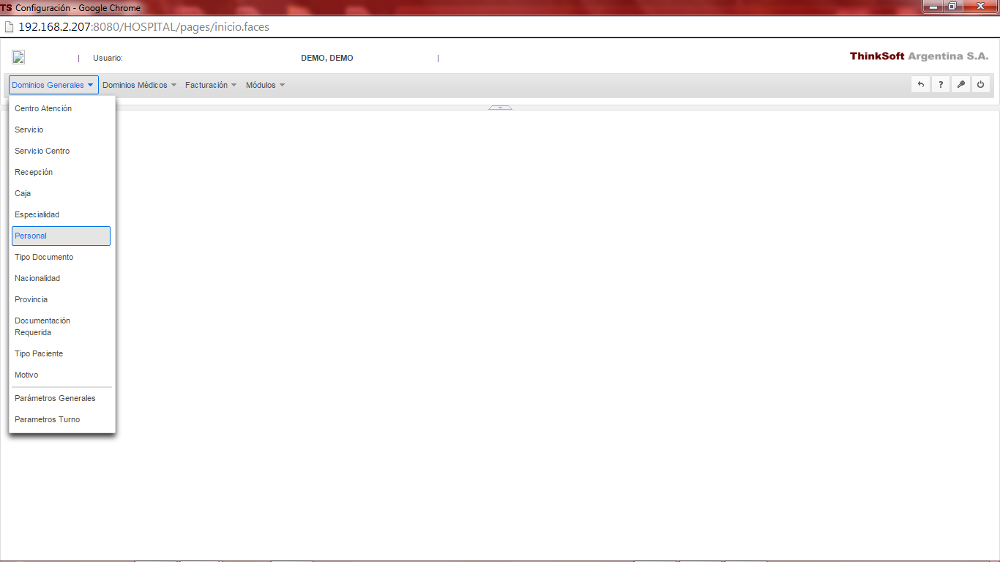 TS Configuración - Google Chrome
192.168.2.207:8080/HOSPITAL/pages/inicio.faces
| Usuario: DEMO, DEMO | ThinkSoft Argentina S.A.
Dominios Generales Dominios Médicos Facturación Módulos ?
Centro Atención
Servicio
Servicio Centro
Recepción
Caja
Especialidad
Personal
Tipo Documento
Nacionalidad
Provincia
Documentación
Requerida
Tipo Paciente
Motivo
Parámetros Generales
Parametros Turno